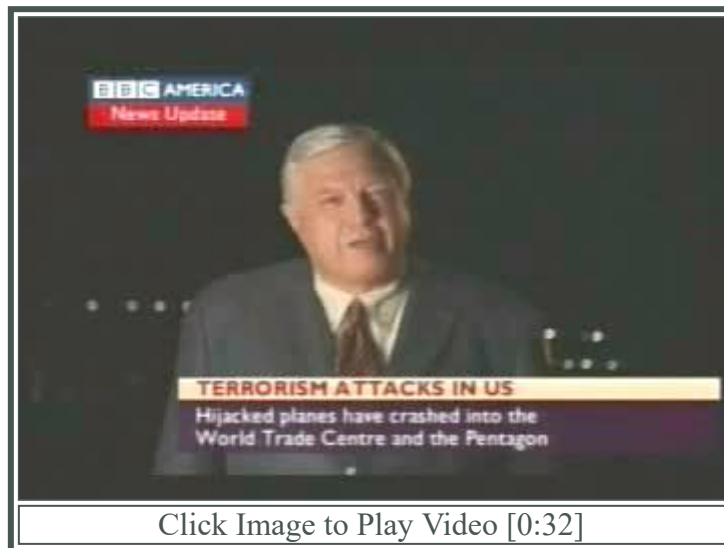 BBC AMERICA
News Update
TERRORISM ATTACKS IN US
Hijacked planes have crashed into the
World Trade Centre and the Pentagon
Click Image to Play Video [0:32]